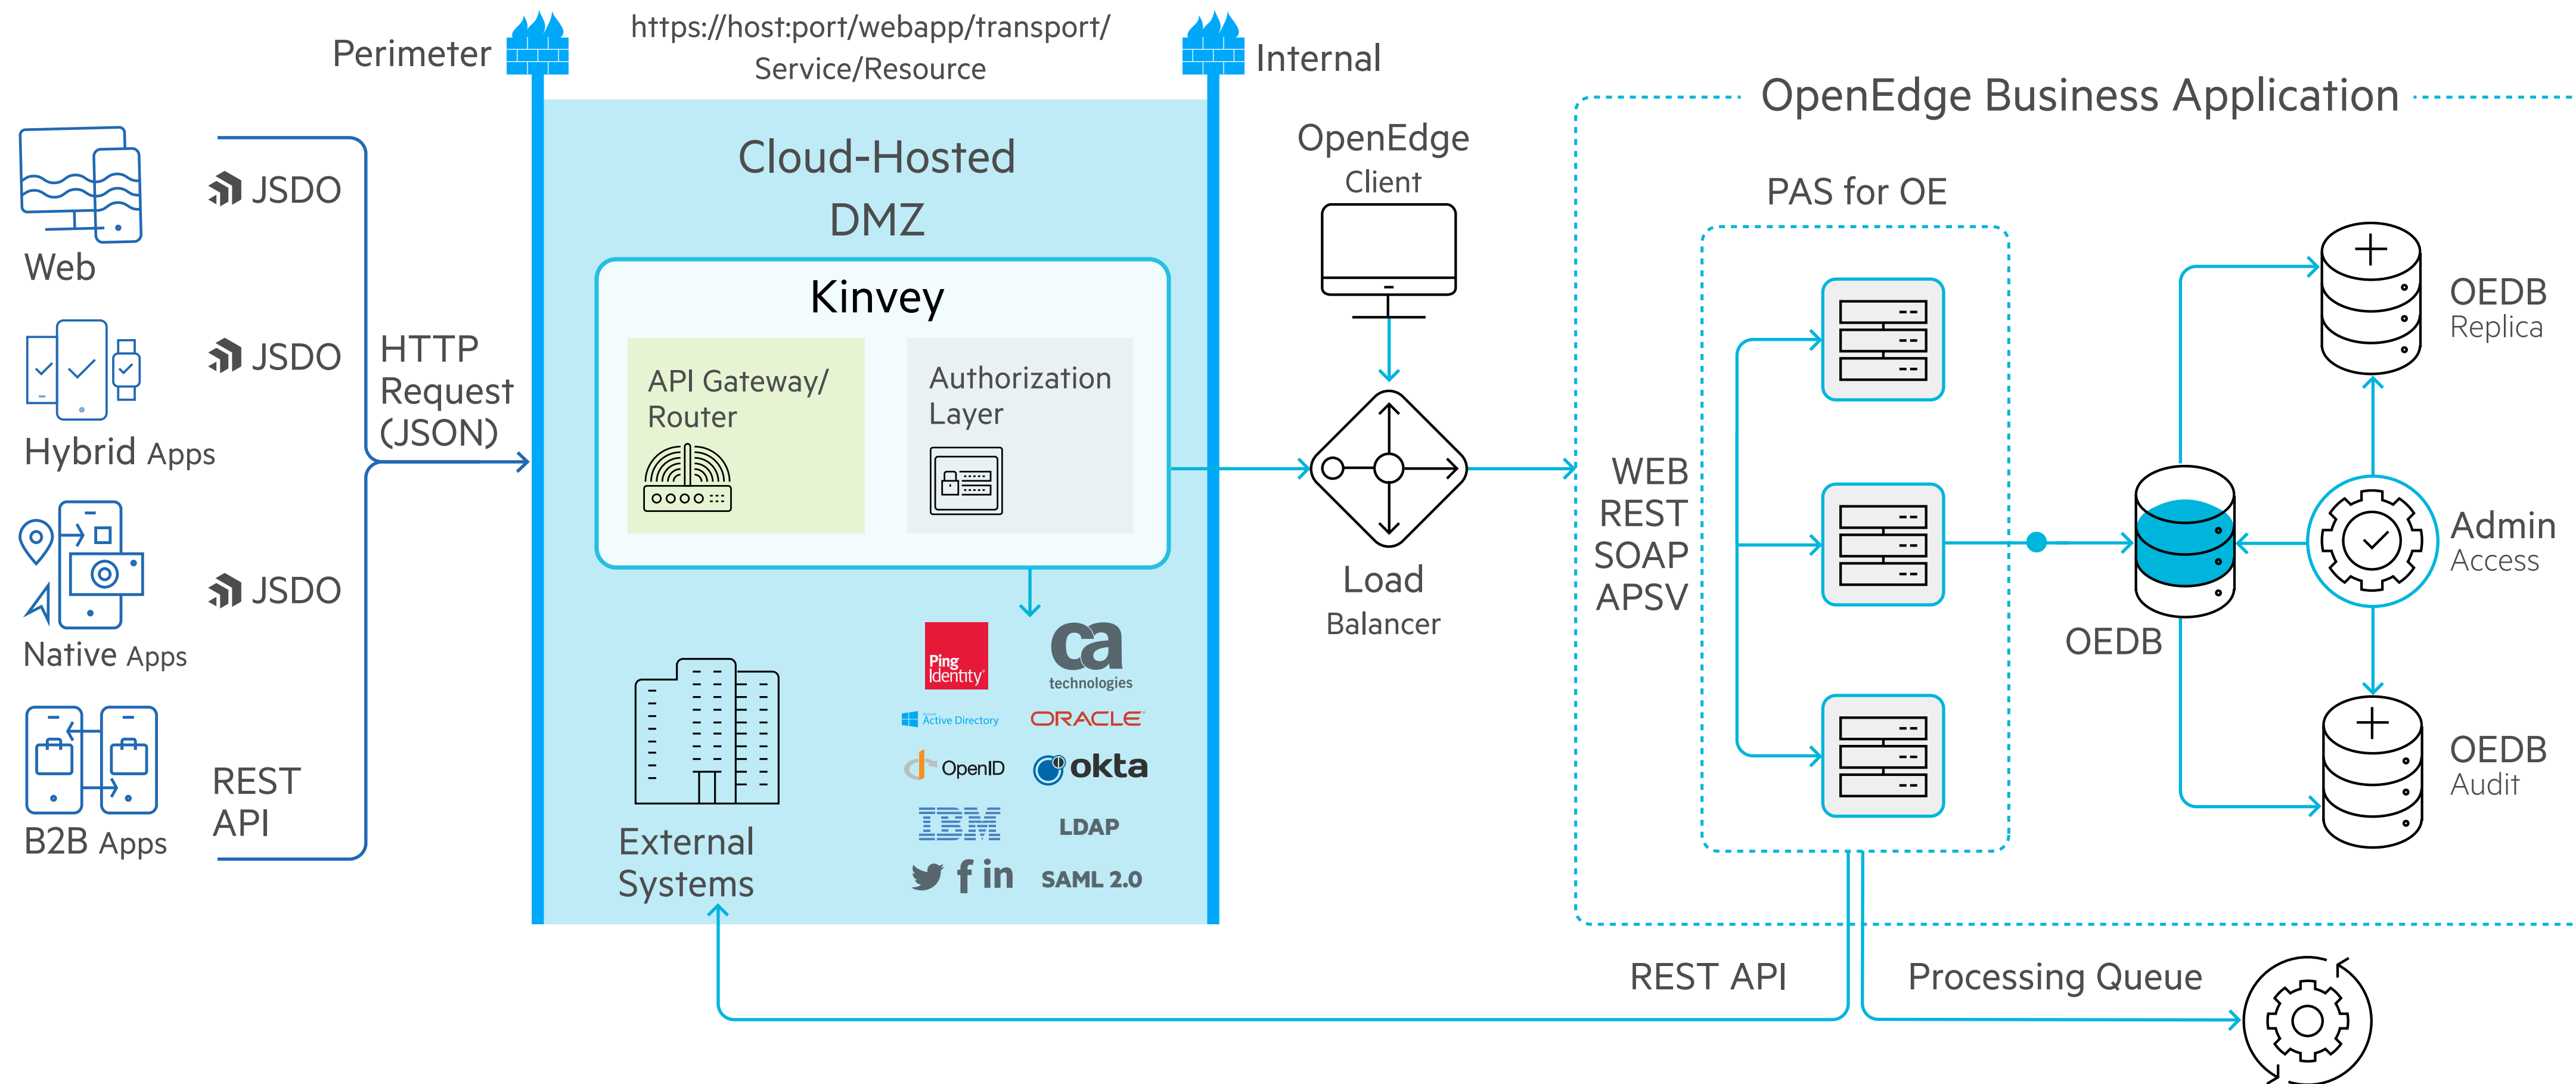 https://host:port/webapp/transport/
Service/Resource
Perimeter
Internal
Web
JSDO
Hybrid Apps
JSDO
Native Apps
JSDO
B2B Apps
REST
API
HTTP
Request
(JSON)
Cloud-Hosted
DMZ
Kinvey
API Gateway/
Router
Authorization
Layer
External
Systems
Ping
Identity
ca
technologies
Microsoft
Active Directory
ORACLE
OpenID
okta
IBM
LDAP
f in
SAML 2.0
OpenEdge
Client
Load
Balancer
OpenEdge Business Application
PAS for OE
WEB
REST
SOAP
APSV
OEDB
OEDB
Replica
Admin
Access
OEDB
Audit
REST API
Processing Queue